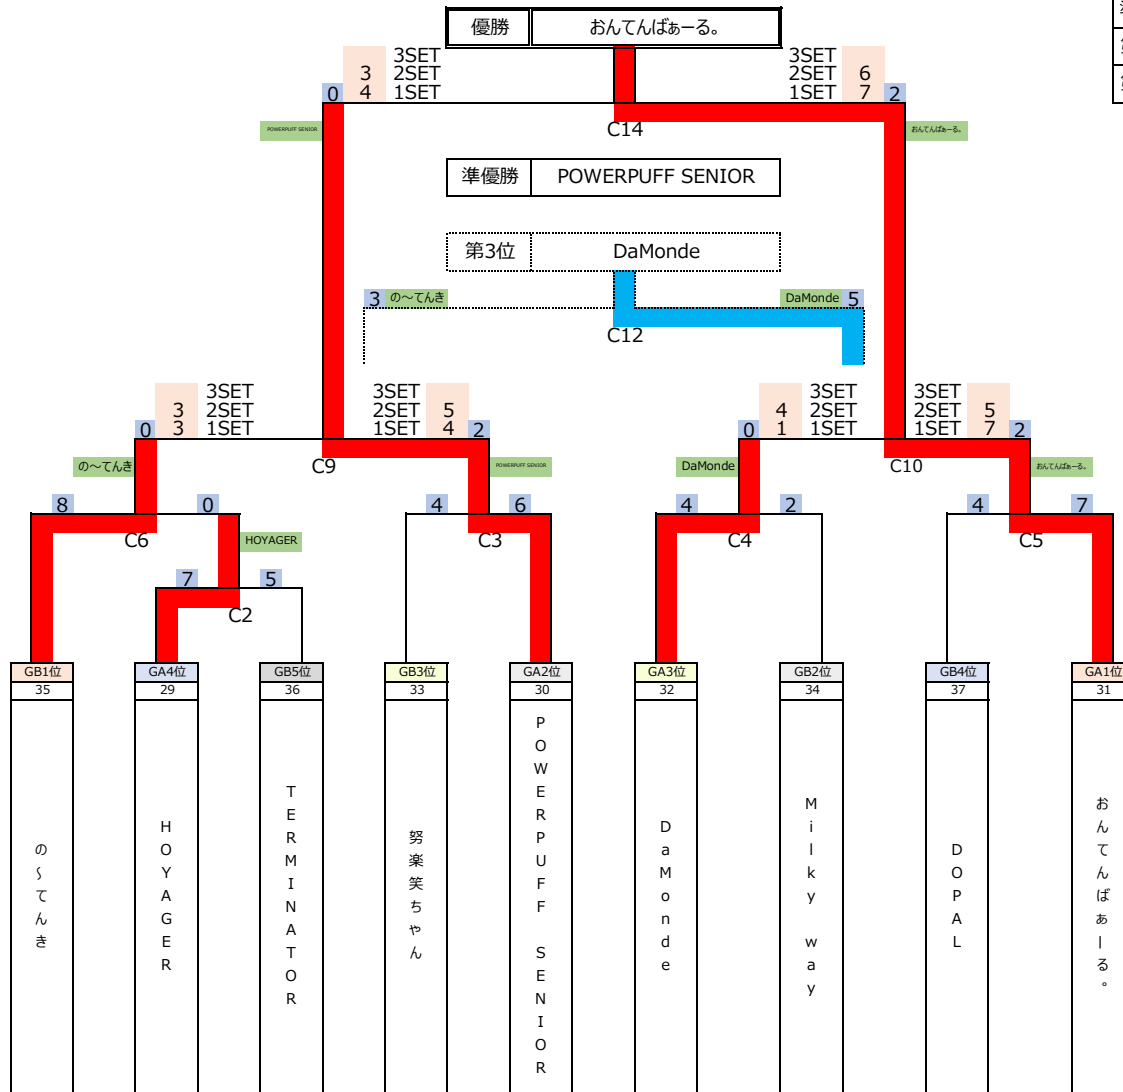 優勝 おんてんばぁーる。
3SET 3SET
3 2SET 2SET 6
0 4 1SET 1SET 7 2
POWERPUFF SENIOR C14 おんてんばぁーる。
準優勝 POWERPUFF SENIOR
第3位 DaMonde
3 の～てんき DaMonde 5
C12
3SET 3SET 3SET 3SET
3 2SET 2SET 5 4 2SET 2SET 5
0 3 1SET 1SET 4 2 0 1 1SET 1SET 7 2
の～てんき C9 POWERPUFF SENIOR DaMonde C10 おんてんばぁーる。
8 0 4 6 4 2 4 7
C6 HOYAGER C3 C4 C5
7 5
C2
GB1位 GA4位 GB5位 GB3位 GA2位 GA3位 GB2位 GB4位 GA1位
35 29 36 33 30 32 34 37 31
の～てんき
HOYAGER
TERMINATOR
努楽笑ちゃん
POWERPUFF SENIOR
DaMonde
Milky way
DOPAL
おんてんばぁーる。